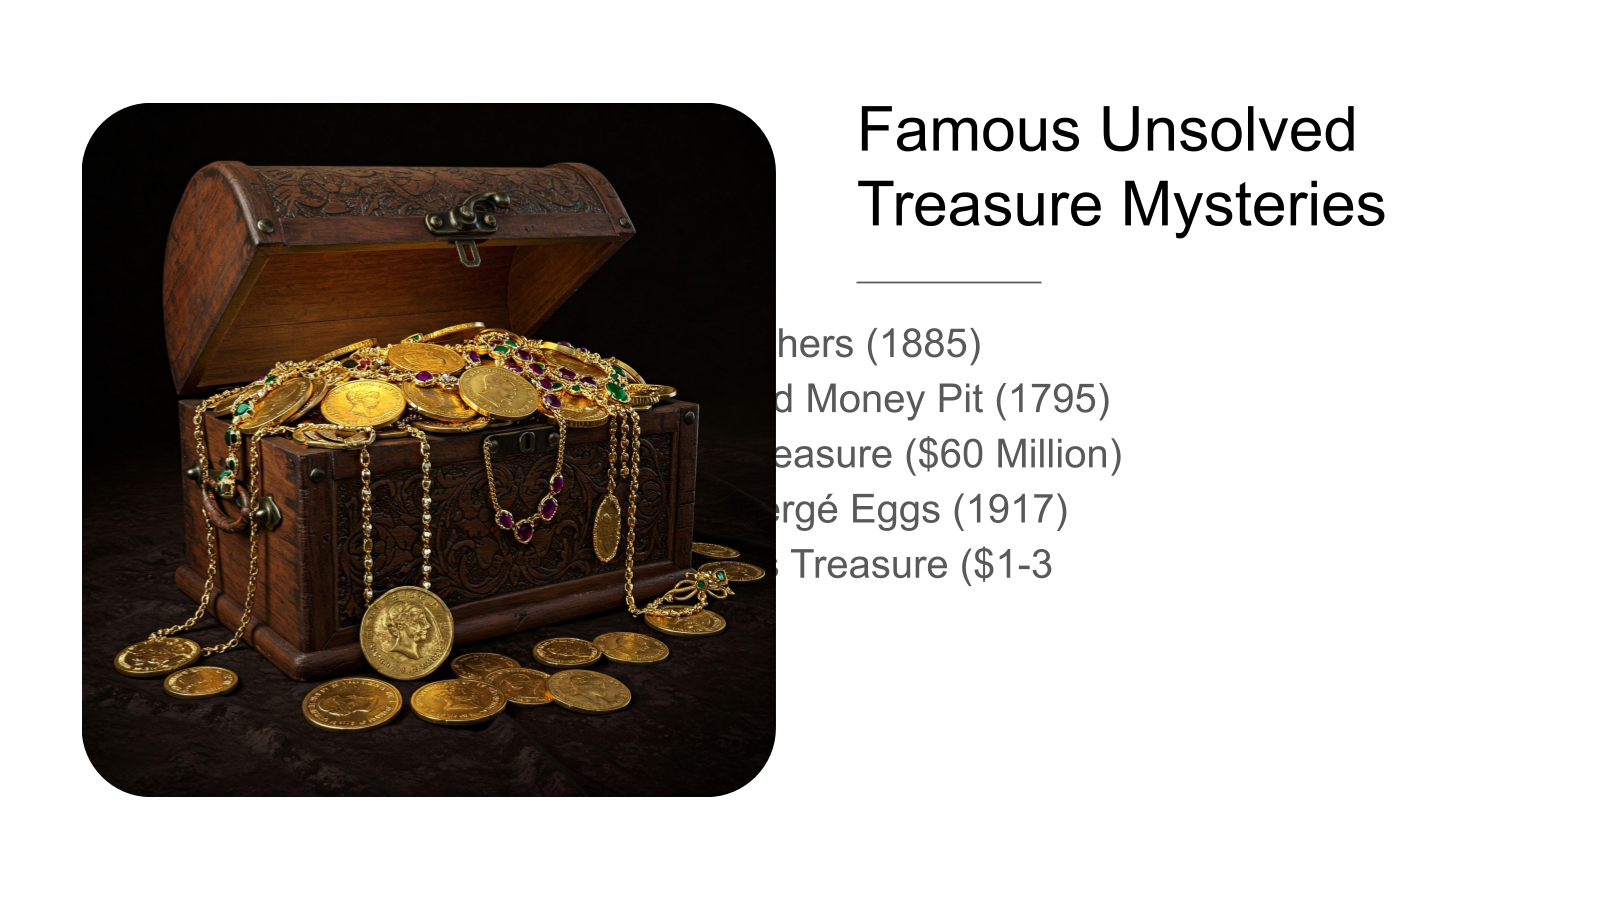 Famous Unsolved
Treasure Mysteries
hers (1885)
d Money Pit (1795)
easure ($60 Million)
ergé Eggs (1917)
s Treasure ($1-3